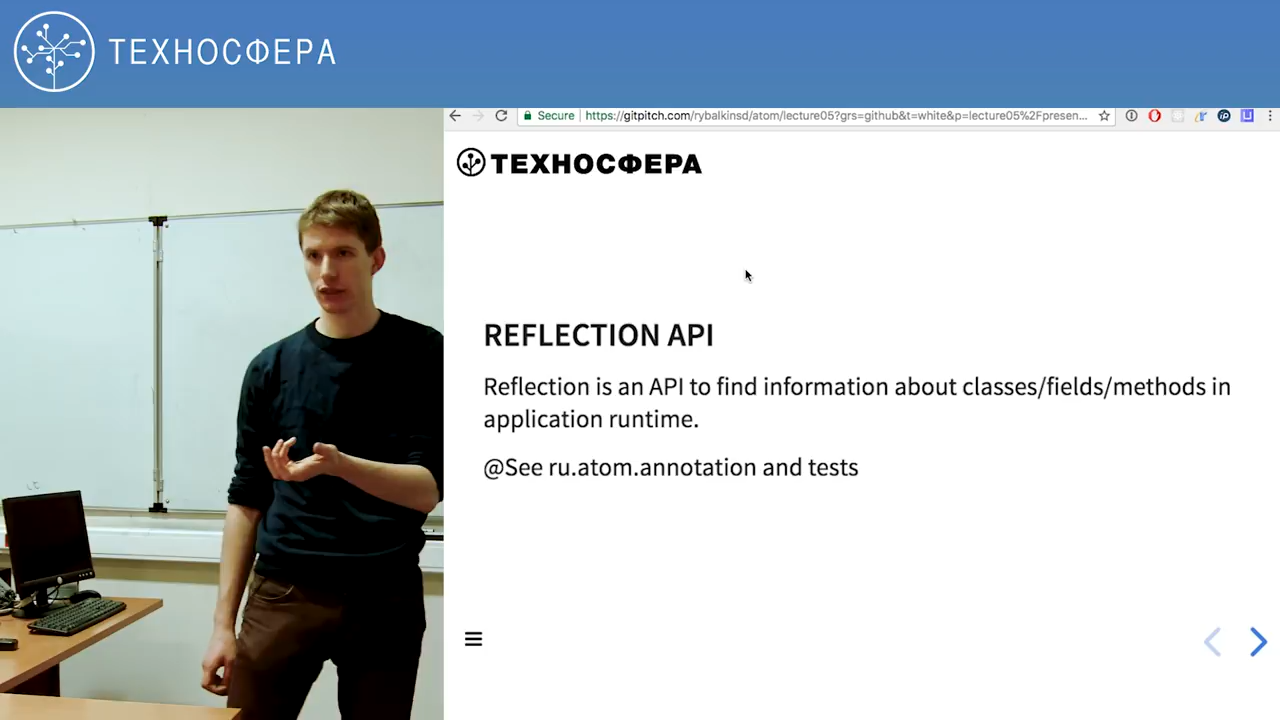 ТЕХНОСФЕРА
Secure https://gitpitch.com/rybalkinsd/atom/lecture05?grs=github&t=white&p=lecture05%2Fpresen...
ТЕХНОСФЕРА
REFLECTION API
Reflection is an API to find information about classes/fields/methods in
application runtime.
@See ru.atom.annotation and tests